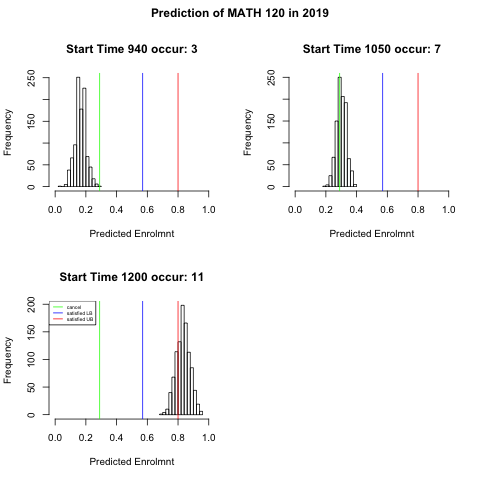 Prediction of MATH 120 in 2019
Start Time 940 occur: 3
Frequency
250
150
50
0
0.0 0.2 0.4 0.6 0.8 1.0
Predicted Enrolmnt
Start Time 1050 occur: 7
Frequency
250
150
50
0
0.0 0.2 0.4 0.6 0.8 1.0
Predicted Enrolmnt
Start Time 1200 occur: 11
Frequency
200
150
100
50
0
cancel
satisfied LB
satisfied UB
0.0 0.2 0.4 0.6 0.8 1.0
Predicted Enrolmnt